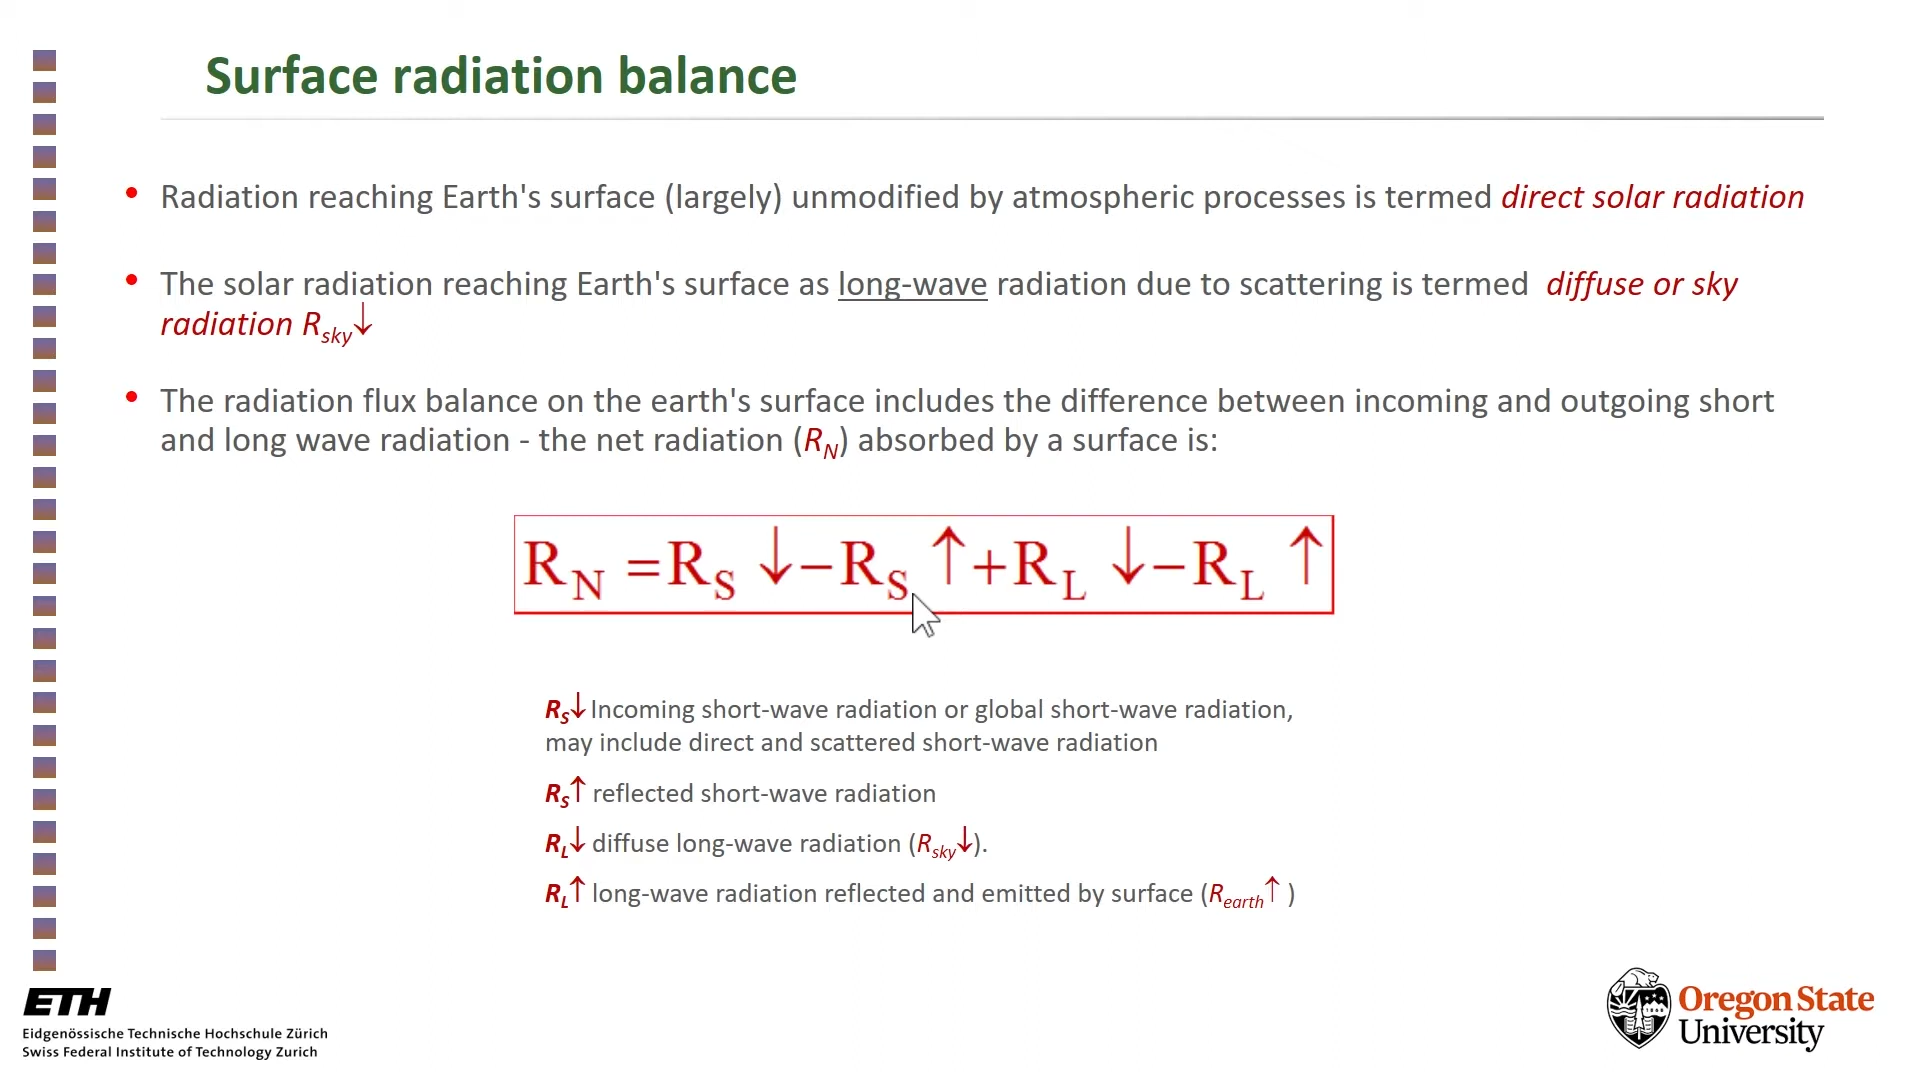 Surface radiation balance
• Radiation reaching Earth's surface (largely) unmodified by atmospheric processes is termed direct solar radiation
• The solar radiation reaching Earth's surface as long-wave radiation due to scattering is termed diffuse or sky
radiation Rsky↓
• The radiation flux balance on the earth's surface includes the difference between incoming and outgoing short
and long wave radiation - the net radiation (RN) absorbed by a surface is:
RN =RS ↓−RS ↑+RL ↓−RL ↑
RS↓ Incoming short-wave radiation or global short-wave radiation,
may include direct and scattered short-wave radiation
RS↑ reflected short-wave radiation
RL↓ diffuse long-wave radiation (Rsky↓).
RL↑ long-wave radiation reflected and emitted by surface (Rearth↑ )
ETH
Eidgenössische Technische Hochschule Zürich
Swiss Federal Institute of Technology Zurich
1868
Oregon State
University